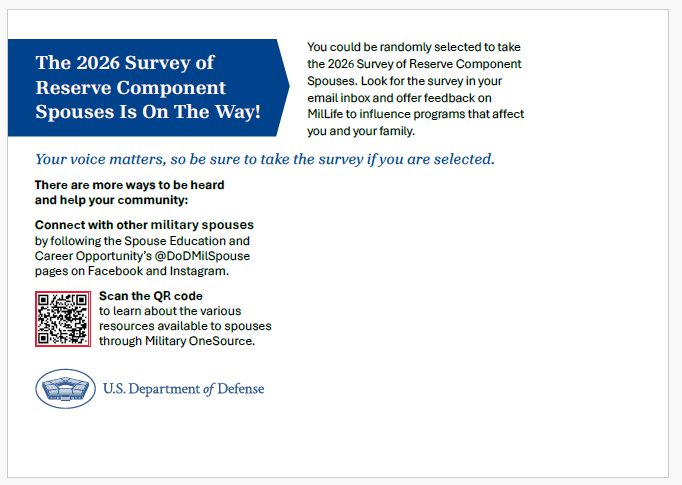 The 2026 Survey of
Reserve Component
Spouses Is On The Way!
You could be randomly selected to take
the 2026 Survey of Reserve Component
Spouses. Look for the survey in your
email inbox and offer feedback on
MilLife to influence programs that affect
you and your family.
Your voice matters, so be sure to take the survey if you are selected.
There are more ways to be heard
and help your community:
Connect with other military spouses
by following the Spouse Education and
Career Opportunity's @DoDMilSpouse
pages on Facebook and Instagram.
Scan the QR code
to learn about the various
resources available to spouses
through Military OneSource.
U.S. Department of Defense